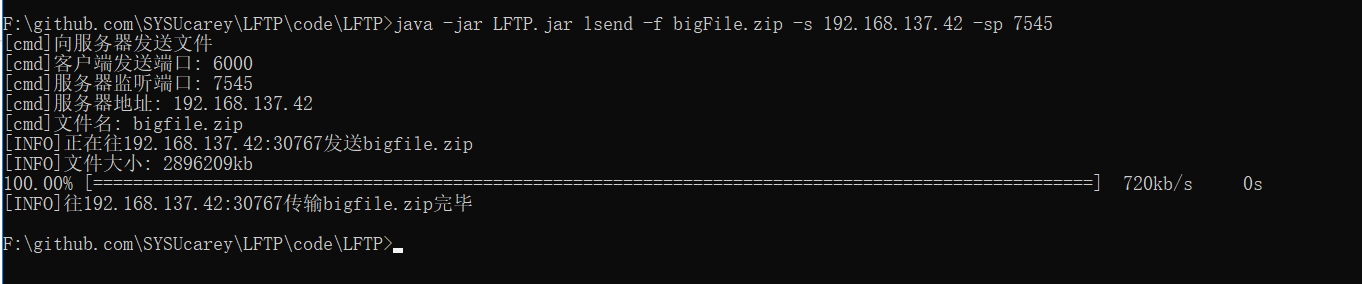 F:\github.com\SYSUcarey\LFTP\code\LFTP>java -jar LFTP.jar lsend -f bigFile.zip -s 192.168.137.42 -sp 7545
[cmd]向服务器发送文件
[cmd]客户端发送端口: 6000
[cmd]服务器监听端口: 7545
[cmd]服务器地址: 192.168.137.42
[cmd]文件名: bigfile.zip
[INFO]正在往192.168.137.42:30767发送bigfile.zip
[INFO]文件大小: 2896209kb
100.00% [====================================================================================================] 720kb/s 0s
[INFO]往192.168.137.42:30767传输bigfile.zip完毕
F:\github.com\SYSUcarey\LFTP\code\LFTP>